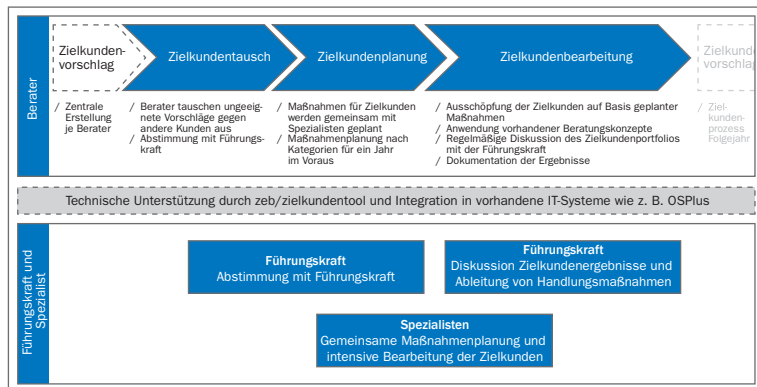 Berater
Zielkunden-
vorschlag
Zielkundentausch
Zielkundenplanung
Zielkundenbearbeitung
Zielkund
vorschlag
/ Zentrale
Erstellung
je Berater
/ Berater tauschen ungeeig-
nete Vorschläge gegen
andere Kunden aus
/ Abstimmung mit Führungs-
kraft
/ Maßnahmen für Zielkunden
werden gemeinsam mit
Spezialisten geplant
/ Maßnahmenplanung nach
Kategorien für ein Jahr
im Voraus
/ Ausschöpfung der Zielkunden auf Basis geplanter
Maßnahmen
/ Anwendung vorhandener Beratungskonzepte
/ Regelmäßige Diskussion des Zielkundenportfolios
mit der Führungskraft
/ Dokumentation der Ergebnisse
/ Ziel-
kunden-
prozess
Folgejahr
Technische Unterstützung durch zeb/zielkundentool und Integration in vorhandene IT-Systeme wie z. B. OSPlus
Führungskraft und
Spezialist
Führungskraft
Abstimmung mit Führungskraft
Führungskraft
Diskussion Zielkundenergebnisse und
Ableitung von Handlungsmaßnahmen
Spezialisten
Gemeinsame Maßnahmenplanung und
intensive Bearbeitung der Zielkunden